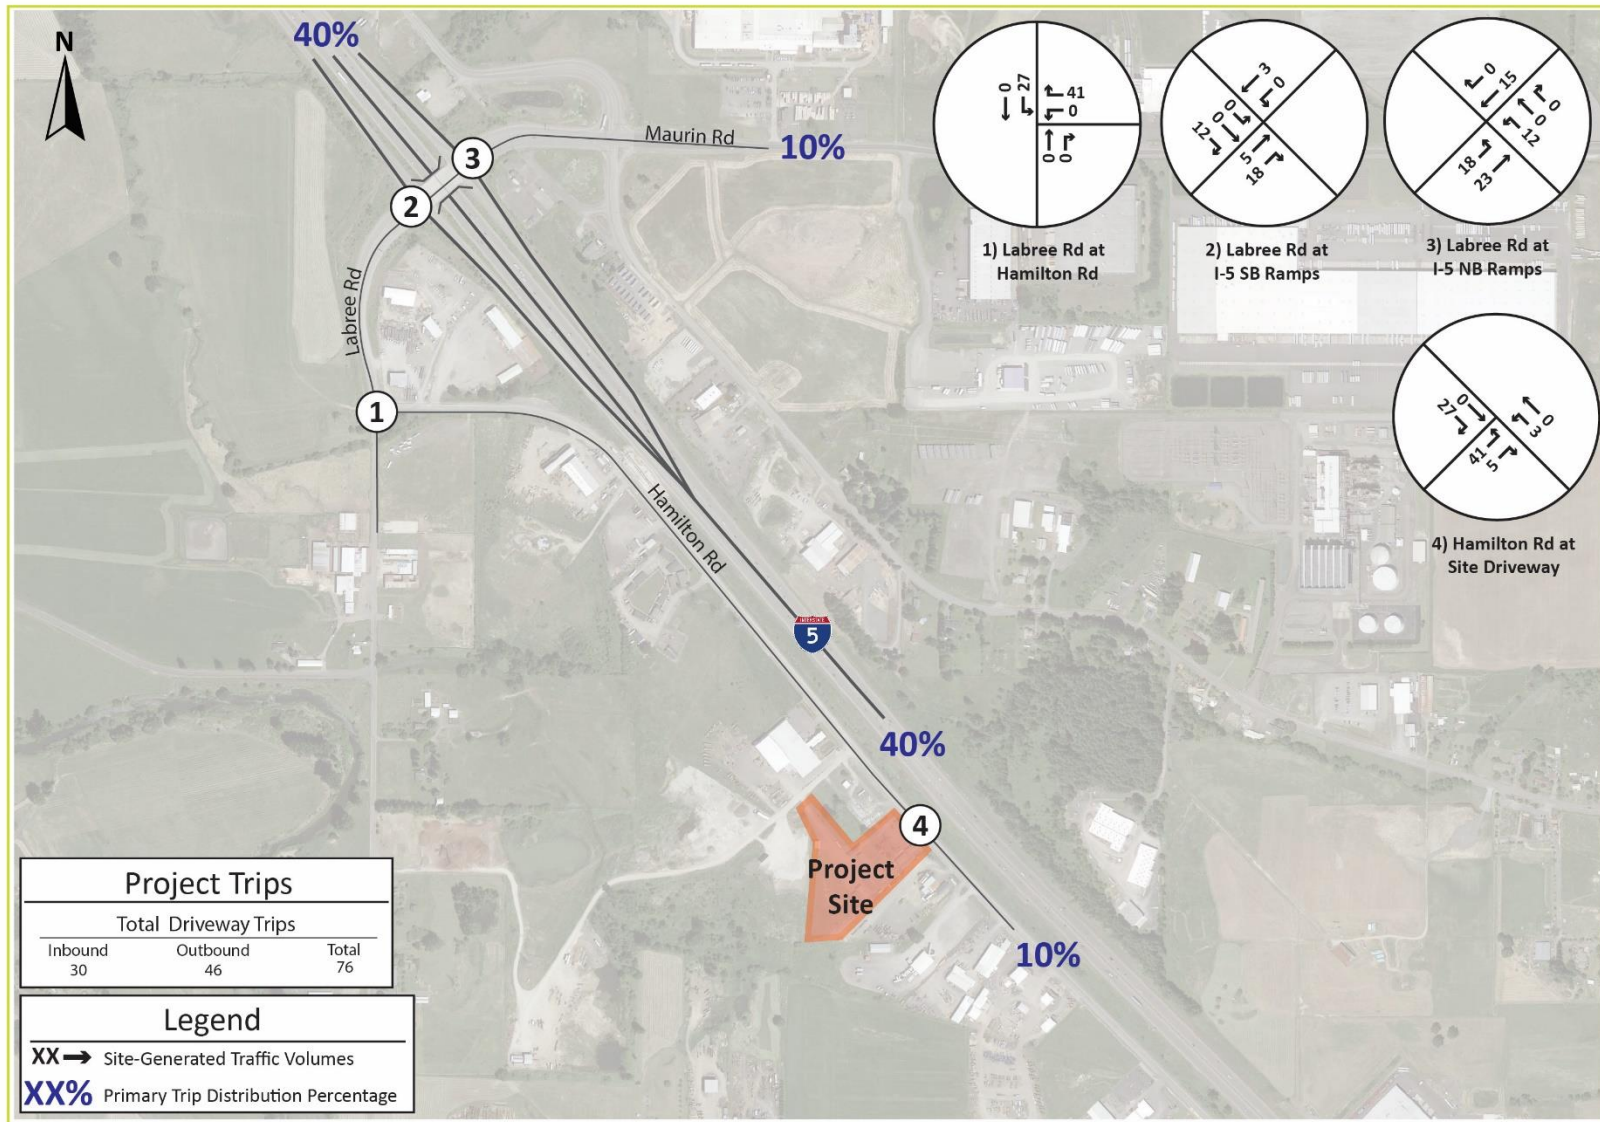 N
40%
Maurin Rd
10%
3
2
Labree Rd
1
Hamilton Rd
INTERSTATE
5
40%
4
Project
Site
10%
0
27
41
0
0
0
1) Labree Rd at
Hamilton Rd
3
0
0
0
12
5
18
2) Labree Rd at
I-5 SB Ramps
0
15
0
0
12
18
23
3) Labree Rd at
I-5 NB Ramps
0
27
0
3
41
5
4) Hamilton Rd at
Site Driveway
Project Trips
Total Driveway Trips
Inbound Outbound Total
30 46 76
Legend
XX Site-Generated Traffic Volumes
XX% Primary Trip Distribution Percentage